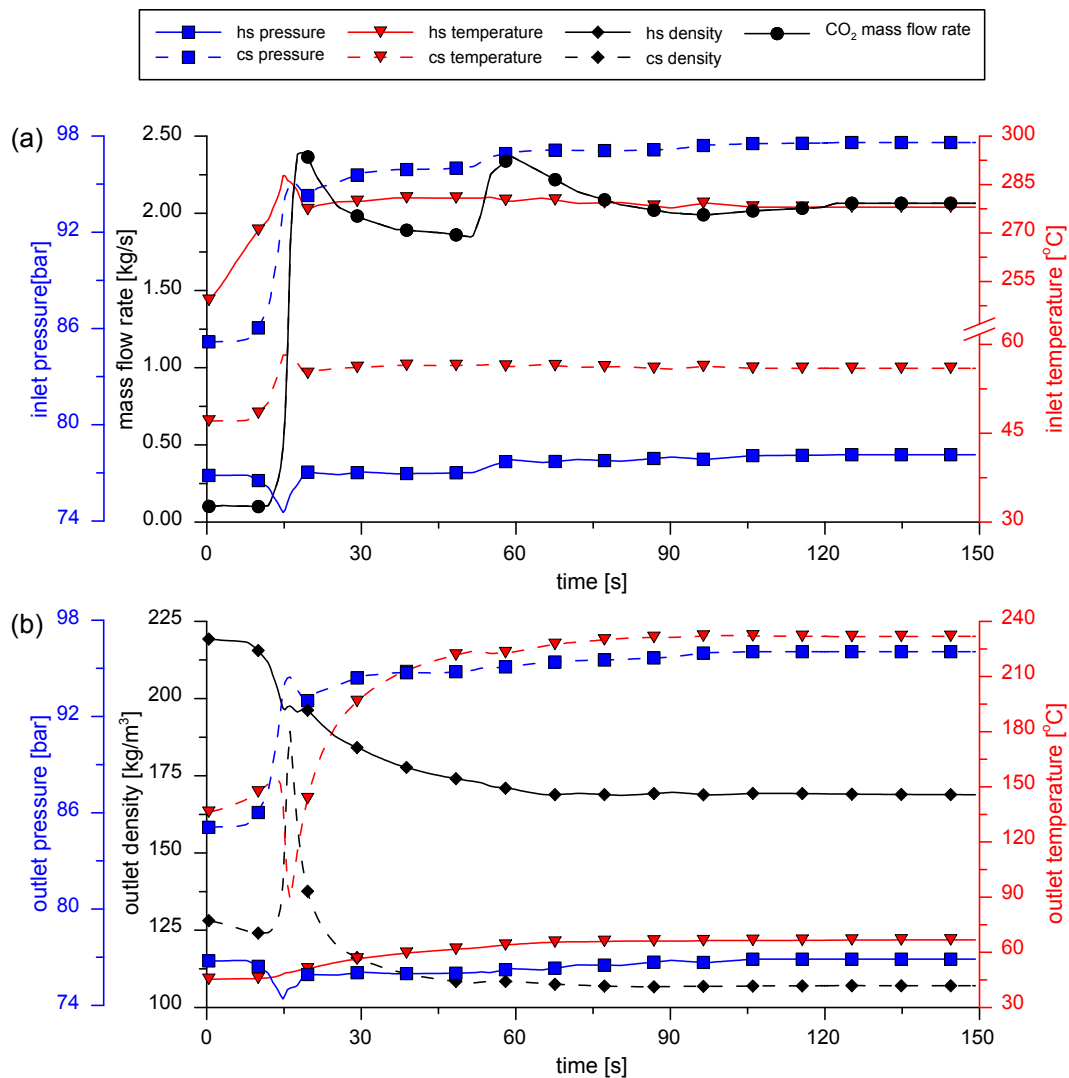 hs pressure hs temperature hs density CO₂ mass flow rate
cs pressure cs temperature cs density
(a)
98 2.50 300
285
2.00
92 270
1.50 255
86
1.00 60
80
0.50 45
74 0.00 30
inlet pressure[bar]
mass flow rate [kg/s]
inlet temperature [°C]
0 30 60 90 120 150
time [s]
(b)
98 225 240
210
200
92 180
175
86 150
150 120
80
125 90
60
74 100 30
outlet pressure [bar]
outlet density [kg/m³]
outlet temperature [°C]
0 30 60 90 120 150
time [s]